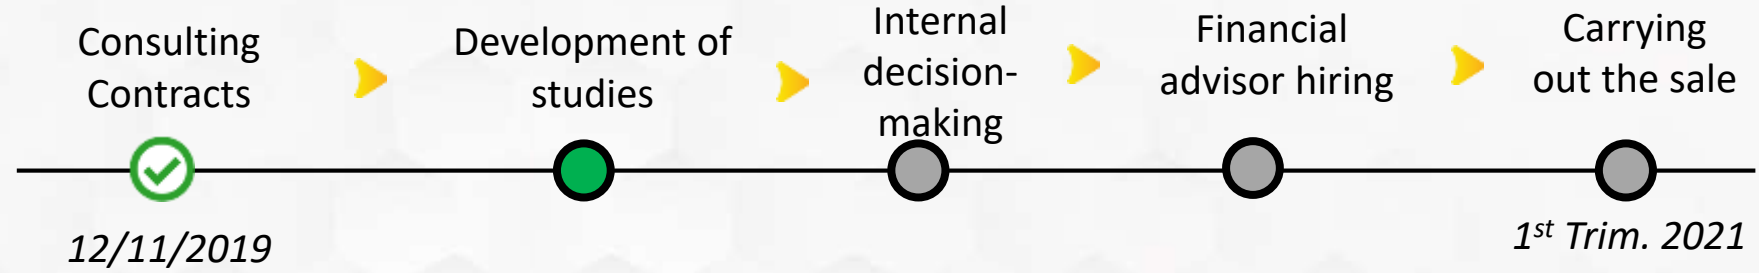 Consulting
Contracts
Development of
studies
Internal
decision-
making
Financial
advisor hiring
Carrying
out the sale
12/11/2019
1st Trim. 2021